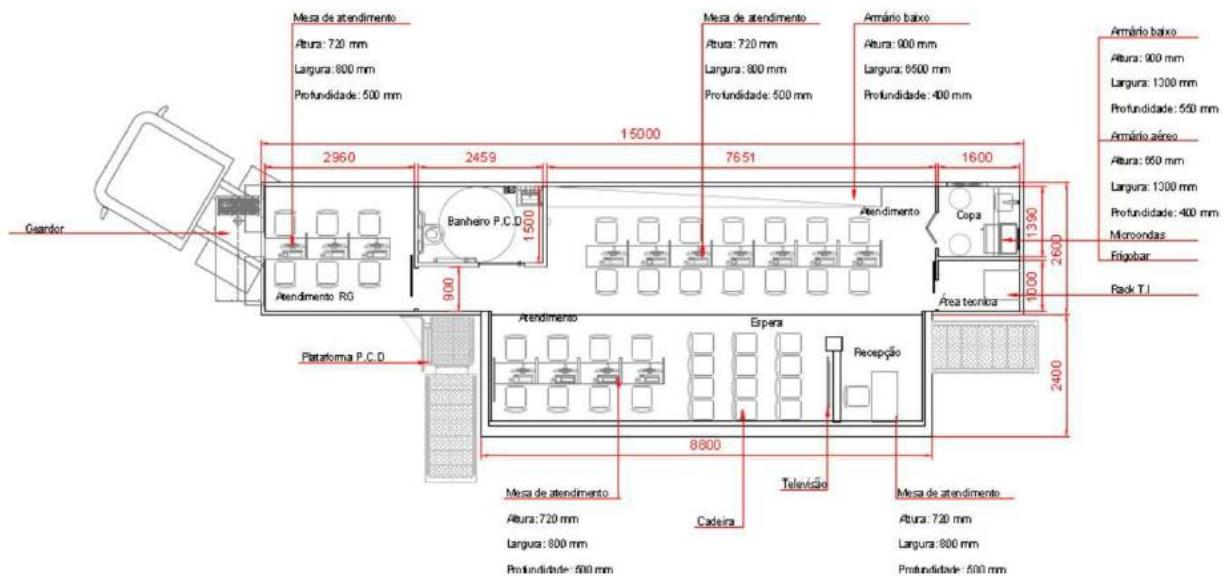 Mesa de atendimento
Altura: 720 mm
Largura: 800 mm
Profundidade: 500 mm
Mesa de atendimento
Altura: 720 mm
Largura: 800 mm
Profundidade: 500 mm
Armário baixo
Altura: 900 mm
Largura: 6500 mm
Profundidade: 400 mm
Armário baixo
Altura: 900 mm
Largura: 1300 mm
Profundidade: 550 mm
Armário aéreo
Altura: 650 mm
Largura: 1300 mm
Profundidade: 400 mm
Microondas
Frigobar
Rack T.I
15000
2960
2459
7651
1600
Banheiro P.C.D
1500
Atendimento
Copa
1390
2600
Geardor
Atendimento RG
900
Área tecnica
1000
Atendimento
Espera
Recepção
Plataforma P.C.D
2400
8800
Televisão
Cadeira
Mesa de atendimento
Altura: 720 mm
Largura: 800 mm
Profundidade: 500 mm
Mesa de atendimento
Altura: 720 mm
Largura: 800 mm
Profundidade: 500 mm